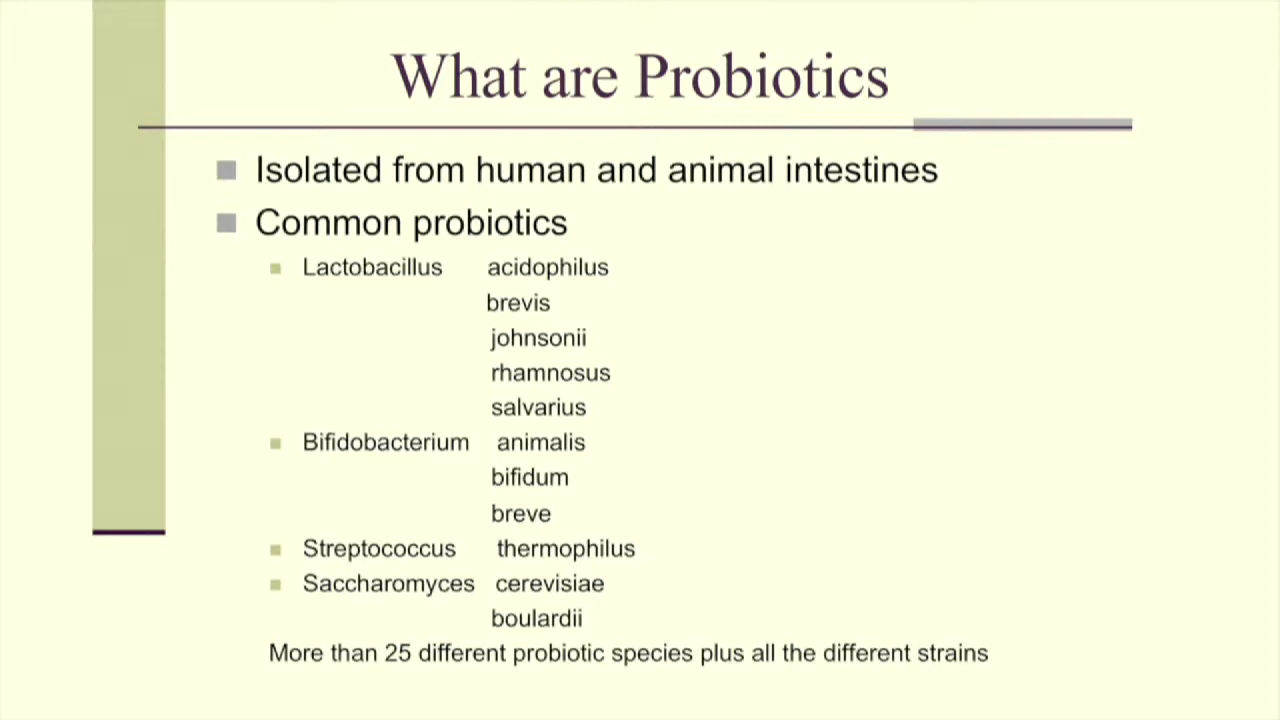 What are Probiotics
Isolated from human and animal intestines
Common probiotics
Lactobacillus acidophilus
brevis
johnsonii
rhamnosus
salvarius
Bifidobacterium animalis
bifidum
breve
Streptococcus thermophilus
Saccharomyces cerevisiae
boulardii
More than 25 different probiotic species plus all the different strains